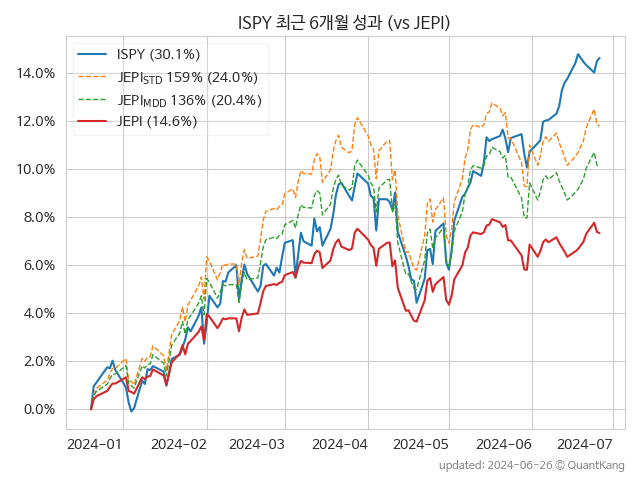 ISPY 최근 6개월 성과 (vs JEPI)
ISPY (30.1%)
JEPI_STD 159% (24.0%)
JEPI_MDD 136% (20.4%)
JEPI (14.6%)
14.0%
12.0%
10.0%
8.0%
6.0%
4.0%
2.0%
0.0%
2024-01 2024-02 2024-03 2024-04 2024-05 2024-06 2024-07
updated: 2024-06-26 ⓒ QuantKang